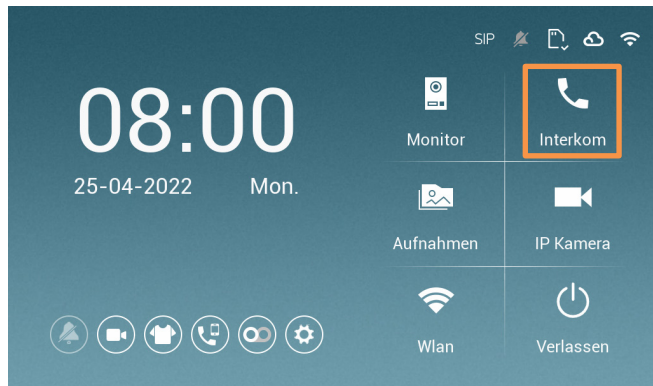 SIP
08:00
25-04-2022 Mon.
Monitor
Interkom
Aufnahmen
IP Kamera
Wlan
Verlassen